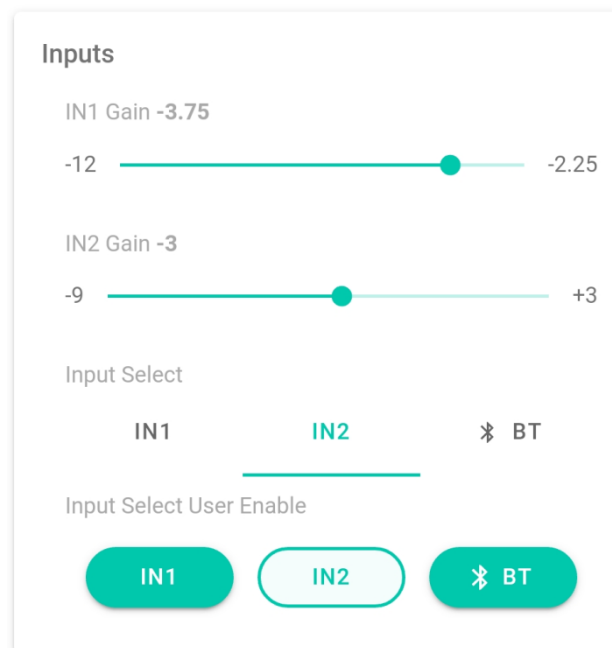 Inputs
IN1 Gain -3.75
-12 -2.25
IN2 Gain -3
-9 +3
Input Select
IN1 IN2 BT
Input Select User Enable
IN1 IN2 BT